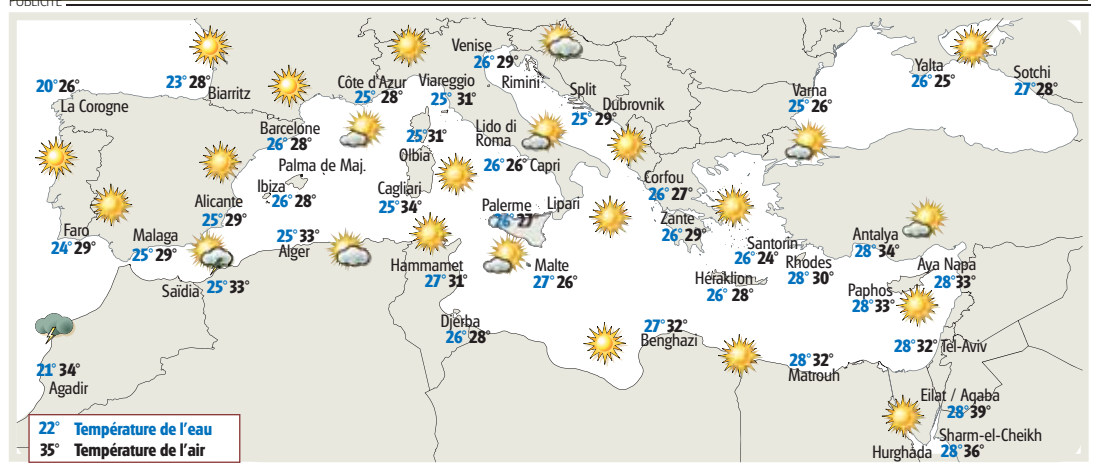 PUBLICITÉ
Venise
26° 29°
Rimini
20° 26°
La Corogne
23° 28°
Biarritz
Côte d'Azur
25° 28°
Viareggio
25° 31°
Split
25° 29°
Dubrovnik
Varna
25° 26°
Yalta
26° 25°
Sotchi
27° 28°
Barcelone
26° 28°
Palma de Maj.
25° 31°
Olbia
Lido di
Roma
26° 26° Capri
Ibiza
26° 28°
Cagliari
25° 34°
Corfou
26° 27°
Alicante
25° 29°
Palerme
26° 27°
Lipari
Zante
26° 29°
Faro
24° 29°
Malaga
25° 29°
25° 33°
Alger
Santorin
26° 24°
Antalya
28° 34°
Saïdia
25° 33°
Hammamet
27° 31°
Malte
27° 26°
Héraklion
26° 28°
Rhodes
28° 30°
Aya Napa
28° 33°
Paphos
28° 33°
Djerba
26° 28°
27° 32°
Benghazi
28° 32°
Matrouh
28° 32° Tel-Aviv
21° 34°
Agadir
Eilat / Aqaba
28° 39°
Hurghada
Sharm-el-Cheikh
28° 36°
22° Température de l'eau
35° Température de l'air